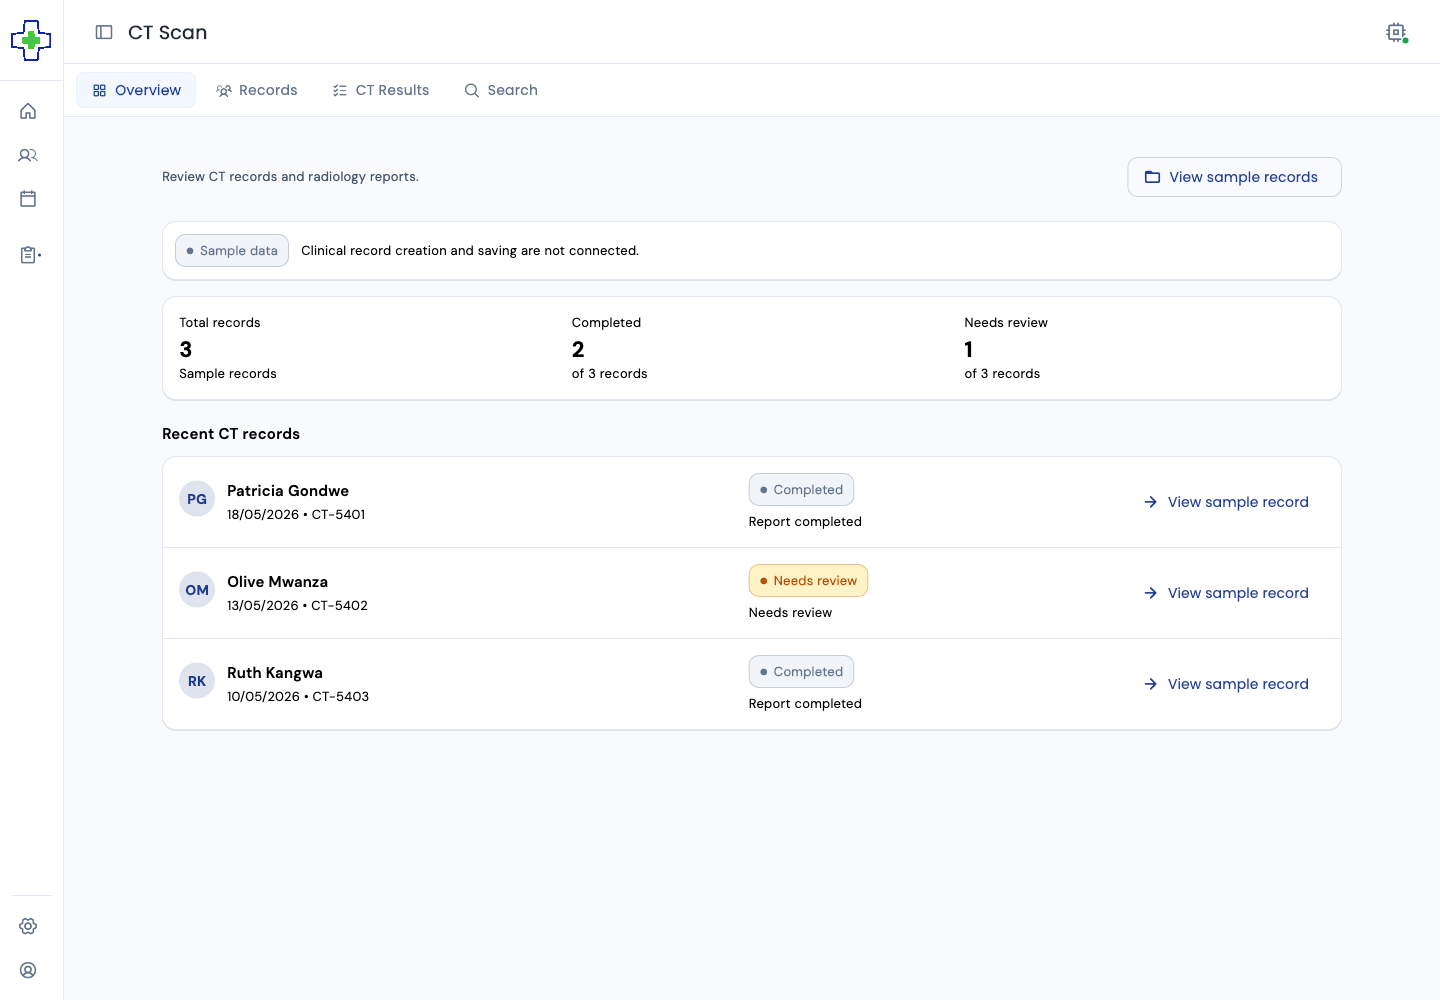 CT Scan
Overview
Records
CT Results
Search
Review CT records and radiology reports.
View sample records
Sample data
Clinical record creation and saving are not connected.
Total records
3
Sample records
Completed
2
of 3 records
Needs review
1
of 3 records
Recent CT records
PG
Patricia Gondwe
18/05/2026 • CT-5401
Completed
Report completed
View sample record
OM
Olive Mwanza
13/05/2026 • CT-5402
Needs review
Needs review
View sample record
RK
Ruth Kangwa
10/05/2026 • CT-5403
Completed
Report completed
View sample record